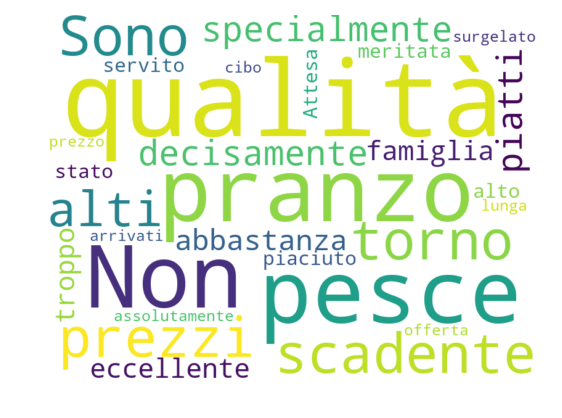 Sono
specialmente
surgelato
meritata
servito
cibo
Attesa
piatti
qualità
prezzo
decisamente
famiglia
stato
pranzo
alto
lunga
alti
arrivati
abbastanza
torno
troppo
piaciuto
Non
pesce
assolutamente
offerta
prezzi
scadente
eccellente